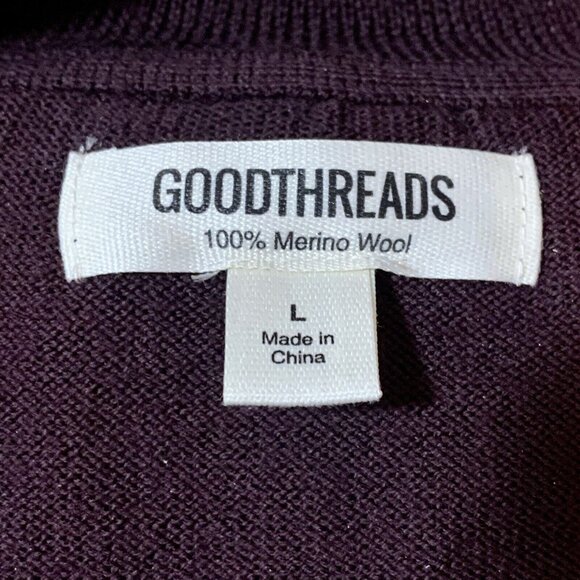 GOODTHREADS
100% Merino Wool
L
Made in
China